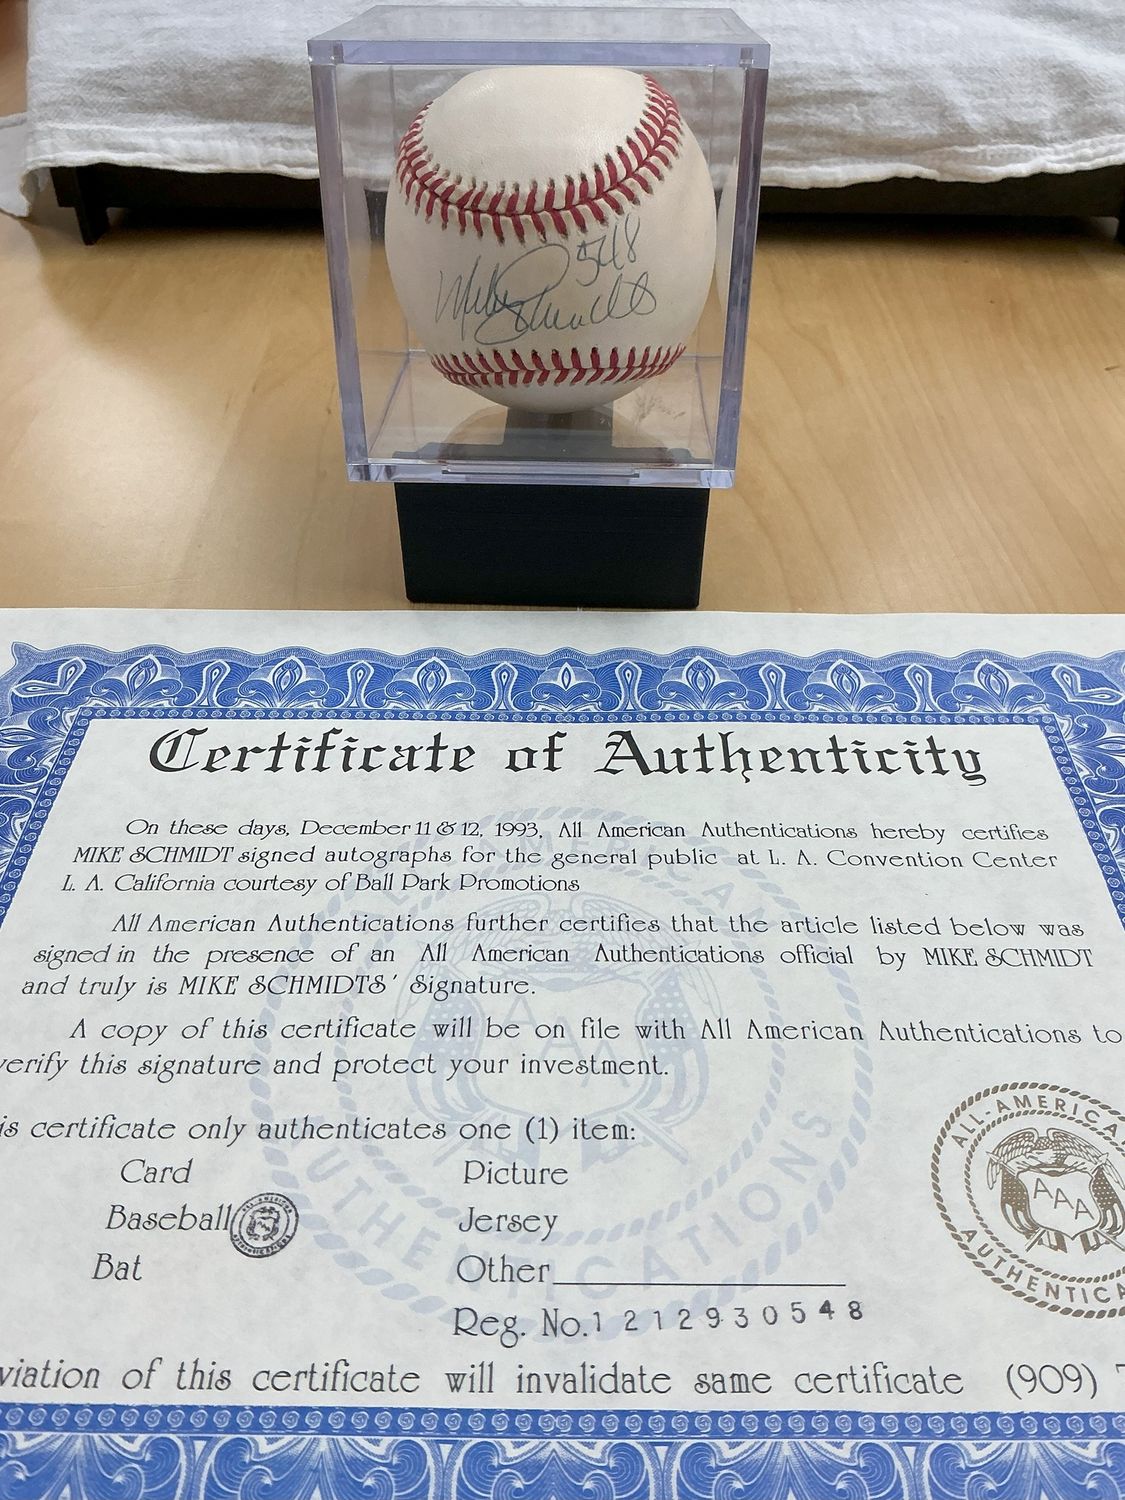 548
Mike Schmidt
Certificate of Authenticity
On these days, December 11 & 12, 1993, All American Authentications hereby certifies
MIKE SCHMIDT signed autographs for the general public at L. A. Convention Center
L. A. California courtesy of Ball Park Promotions
All American Authentications further certifies that the article listed below was
signed in the presence of an All American Authentications official by MIKE SCHMIDT
and truly is MIKE SCHMIDTS' Signature.
A copy of this certificate will be on file with All American Authentications to
verify this signature and protect your investment.
is certificate only authenticates one (1) item:
Card Picture
Baseball Jersey
Bat Other
Reg. No. 1212930548
ALL-AMERICA
AAA
AUTHENTICA
viation of this certificate will invalidate same certificate (909) 7
AUTHENTICATIONS